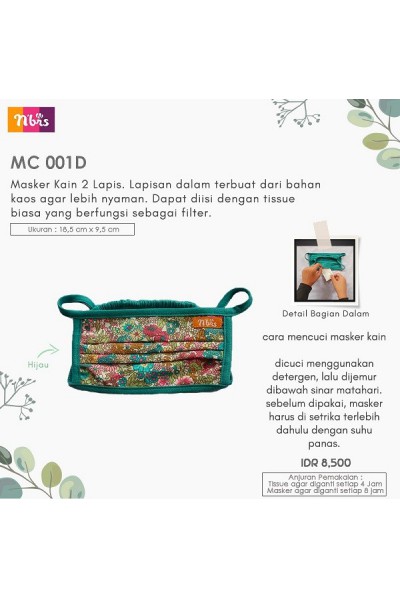 Nbrs
MC 001D
Masker Kain 2 Lapis. Lapisan dalam terbuat dari bahan
kaos agar lebih nyaman. Dapat diisi dengan tissue
biasa yang berfungsi sebagai filter.
Ukuran : 18,5 cm x 9,5 cm
Nbrs
Hijau
Detail Bagian Dalam
cara mencuci masker kain
dicuci menggunakan
detergen, lalu dijemur
dibawah sinar matahari.
sebelum dipakai, masker
harus di setrika terlebih
dahulu dengan suhu
panas.
IDR 8,500
Anjuran Pemakaian :
Tissue agar diganti setiap 4 Jam
Masker agar diganti setiap 8 jam